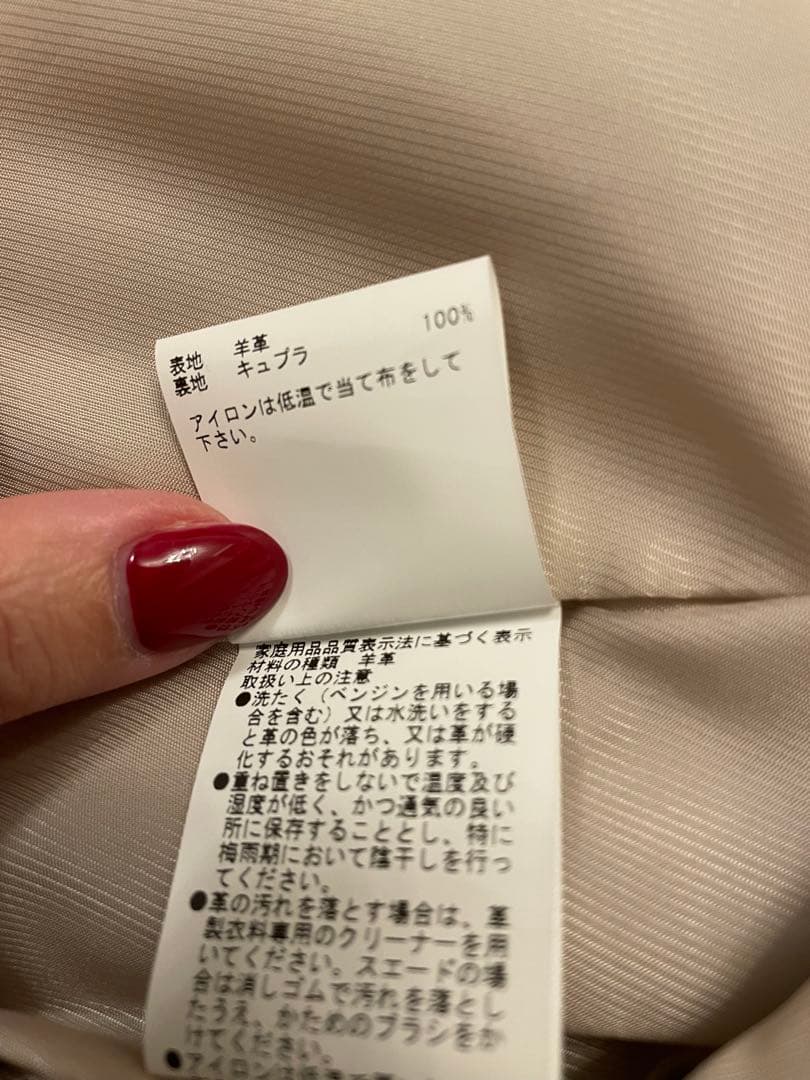 表地 羊革
裏地 キュプラ 100%
アイロンは低温で当て布をして
下さい。
家庭用品品質表示法に基づく表示
材料の種類 羊革
取扱い上の注意
●洗たく（ベンジンを用いる場
合を含む）又は水洗いをする
と革の色が落ち、又は革が硬
化するおそれがあります。
●重ね置きをしないで温度及び
湿度が低く、かつ通気の良い
所に保存することとし、特に
梅雨期において陰干しを行っ
てください。
●革の汚れを落とす場合は、革
製衣料専用のクリーナーを用
いてください。スエードの場
合は消しゴムで汚れを落とし
たうえ、かためのブラシをか
けてください。
●アイロンは低温で